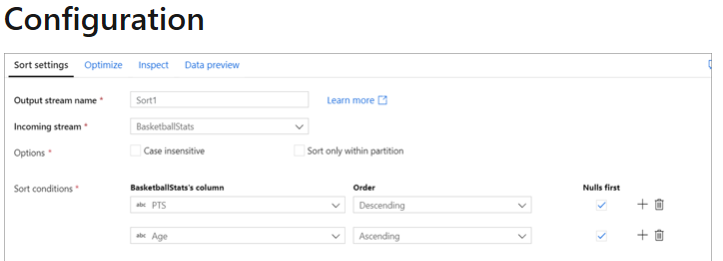 Configuration
Sort settings Optimize Inspect Data preview
Output stream name * Sort1 Learn more
Incoming stream * BasketballStats
Options * Case insensitive Sort only within partition
Sort conditions * BasketballStats's column Order Nulls first
abc PTS Descending
abc Age Ascending